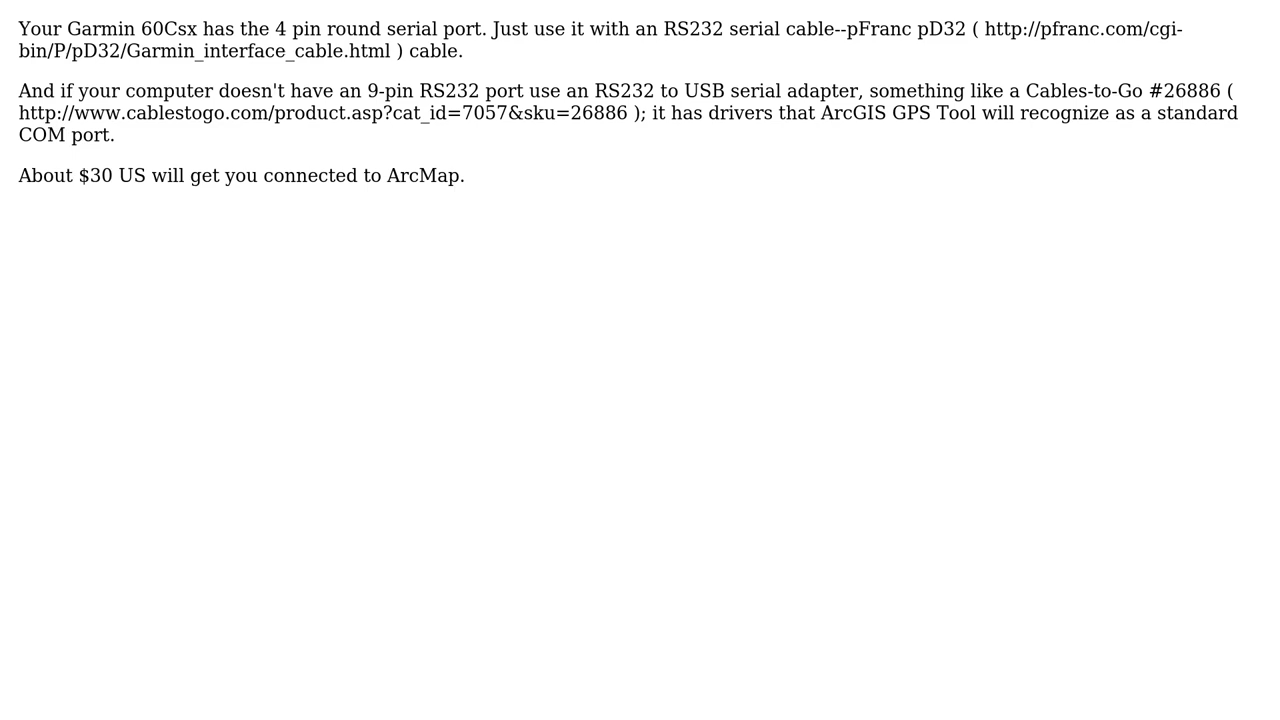 Your Garmin 60Csx has the 4 pin round serial port. Just use it with an RS232 serial cable--pFranc pD32 ( http://pfranc.com/cgi-
bin/P/pD32/Garmin_interface_cable.html ) cable.
And if your computer doesn't have an 9-pin RS232 port use an RS232 to USB serial adapter, something like a Cables-to-Go #26886 (
http://www.cablestogo.com/product.asp?cat_id=7057&sku=26886 ); it has drivers that ArcGIS GPS Tool will recognize as a standard
COM port.
About $30 US will get you connected to ArcMap.